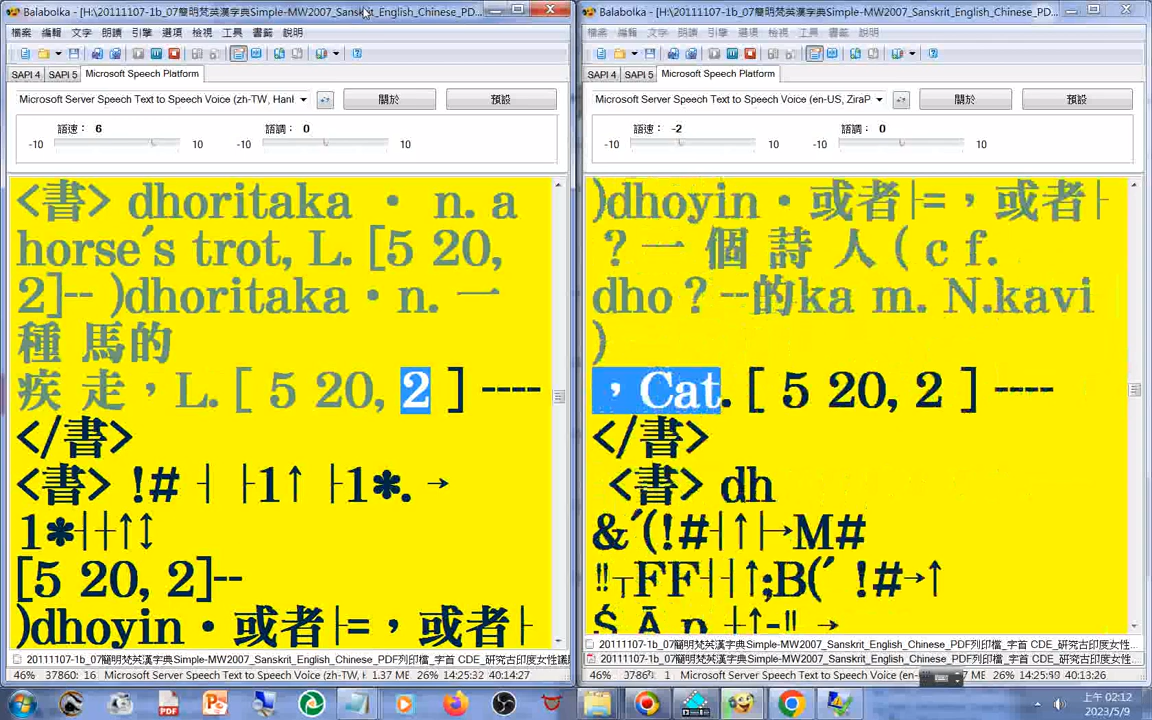 Balabolka - [H:\20111107-1b_07簡明梵英漢字典Simple-MW2007_Sanskrit_English_Chinese_PD...
檔案 編輯 文字 朗讀 引擎 選項 檢視 工具 書籤 說明
SAPI 4 SAPI 5 Microsoft Speech Platform
Microsoft Server Speech Text to Speech Voice (zh-TW, Hanl 關於 預設
語速： 6 語調： 0
-10 10 -10 10
<書> dhoritaka ‧ n. a
horse′s trot, L. [5 20,
2]-- )dhoritaka‧n. 一
種 馬的
疾 走，L. [ 5 20, 2 ] ----
</書>
<書> !# ┤ ├1↑ ├1*. →
1*┤┼↑↕
[5 20, 2]--
)dhoyin‧或者├=，或者├
20111107-1b_07簡明梵英漢字典Simple-MW2007_Sanskrit_English_Chinese_PDF列印檔_字首 CDE_研究古印度女性議
46% 37860: 16 Microsoft Server Speech Text to Speech Voice (zh-TW, H 1.37 MB 26% 14:25:32 40:14:27
Balabolka - [H:\20111107-1b_07簡明梵英漢字典Simple-MW2007_Sanskrit_English_Chinese_PD...
檔案 編輯 文字 朗讀 引擎 選項 檢視 工具 書籤 說明
SAPI 4 SAPI 5 Microsoft Speech Platform
Microsoft Server Speech Text to Speech Voice (en-US, ZiraP 關於 預設
語速： -2 語調： 0
-10 10 -10 10
)dhoyin‧或者├=，或者├
？一 個 詩 人 ( c f.
dho？--的ka m. N.kavi
)
，Cat. [ 5 20, 2 ] ----
</書>
<書> dh
&′(!#┤↑├→M#
‼┬FF┤┤↑;B(′ !#→↑
Ś Ā p ┼↑-‼ ┘
20111107-1b_07簡明梵英漢字典Simple-MW2007_Sanskrit_English_Chinese_PDF列印檔_字首 CDE_研究古印度女性
20111107-1b_07簡明梵英漢字典Simple-MW2007_Sanskrit_English_Chinese_PDF列印檔_字首 CDE_研究古印度女性
46% Microsoft Server Speech Text to Speech Voice (en-US 26% 40:13:26
上午 02:12
2023/5/9